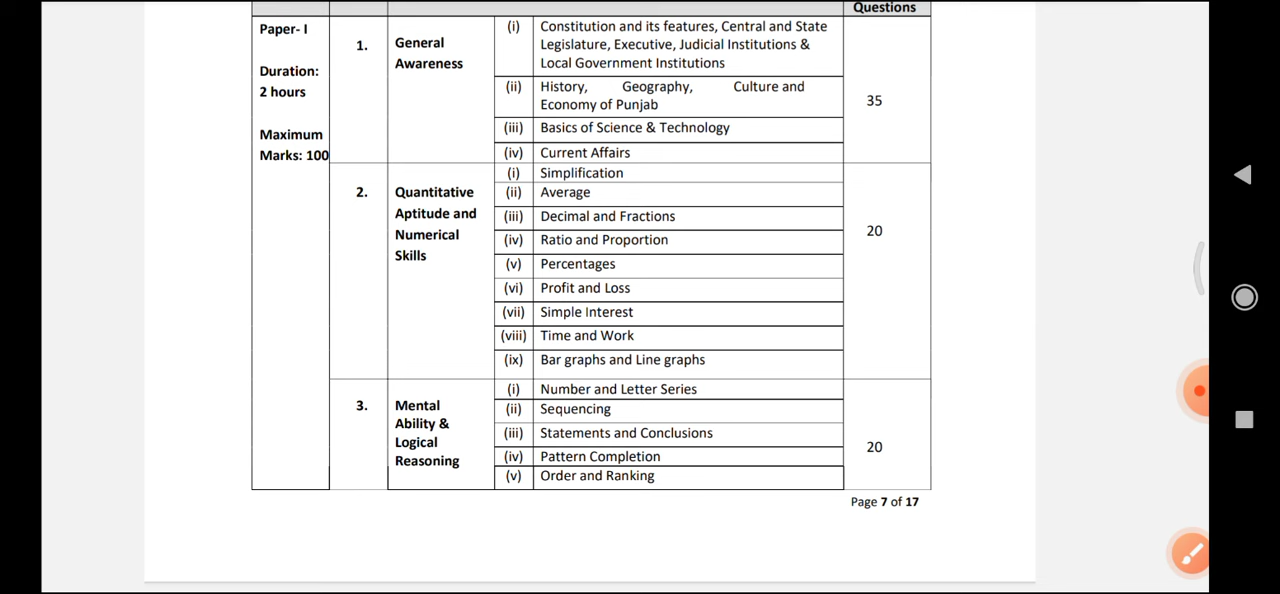 Questions
Paper- I
Duration:
2 hours
Maximum
Marks: 100
1.
General
Awareness
(i) Constitution and its features, Central and State
Legislature, Executive, Judicial Institutions &
Local Government Institutions
(ii) History, Geography, Culture and
Economy of Punjab
(iii) Basics of Science & Technology
(iv) Current Affairs
35
2.
Quantitative
Aptitude and
Numerical
Skills
(i) Simplification
(ii) Average
(iii) Decimal and Fractions
(iv) Ratio and Proportion
(v) Percentages
(vi) Profit and Loss
(vii) Simple Interest
(viii) Time and Work
(ix) Bar graphs and Line graphs
20
3.
Mental
Ability &
Logical
Reasoning
(i) Number and Letter Series
(ii) Sequencing
(iii) Statements and Conclusions
(iv) Pattern Completion
(v) Order and Ranking
20
Page 7 of 17